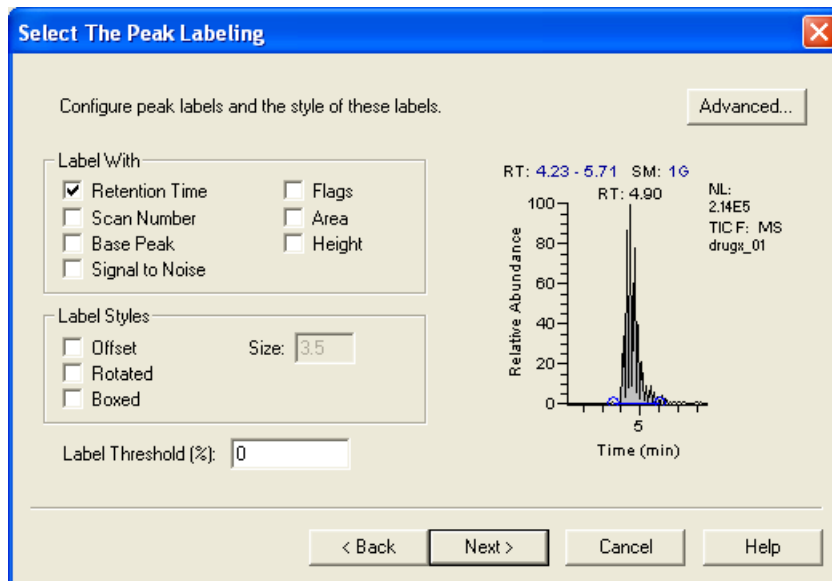 Select The Peak Labeling
Configure peak labels and the style of these labels.
Advanced...
Label With
Retention Time
Flags
Scan Number
Area
Base Peak
Height
Signal to Noise
Label Styles
Offset
Size: 3.5
Rotated
Boxed
Label Threshold (%): 0
RT: 4.23 - 5.71 SM: 1G
RT: 4.90
NL:
2.14E5
TIC F: MS
drugx_01
Relative Abundance
100
80
60
40
20
0
5
Time (min)
< Back
Next >
Cancel
Help